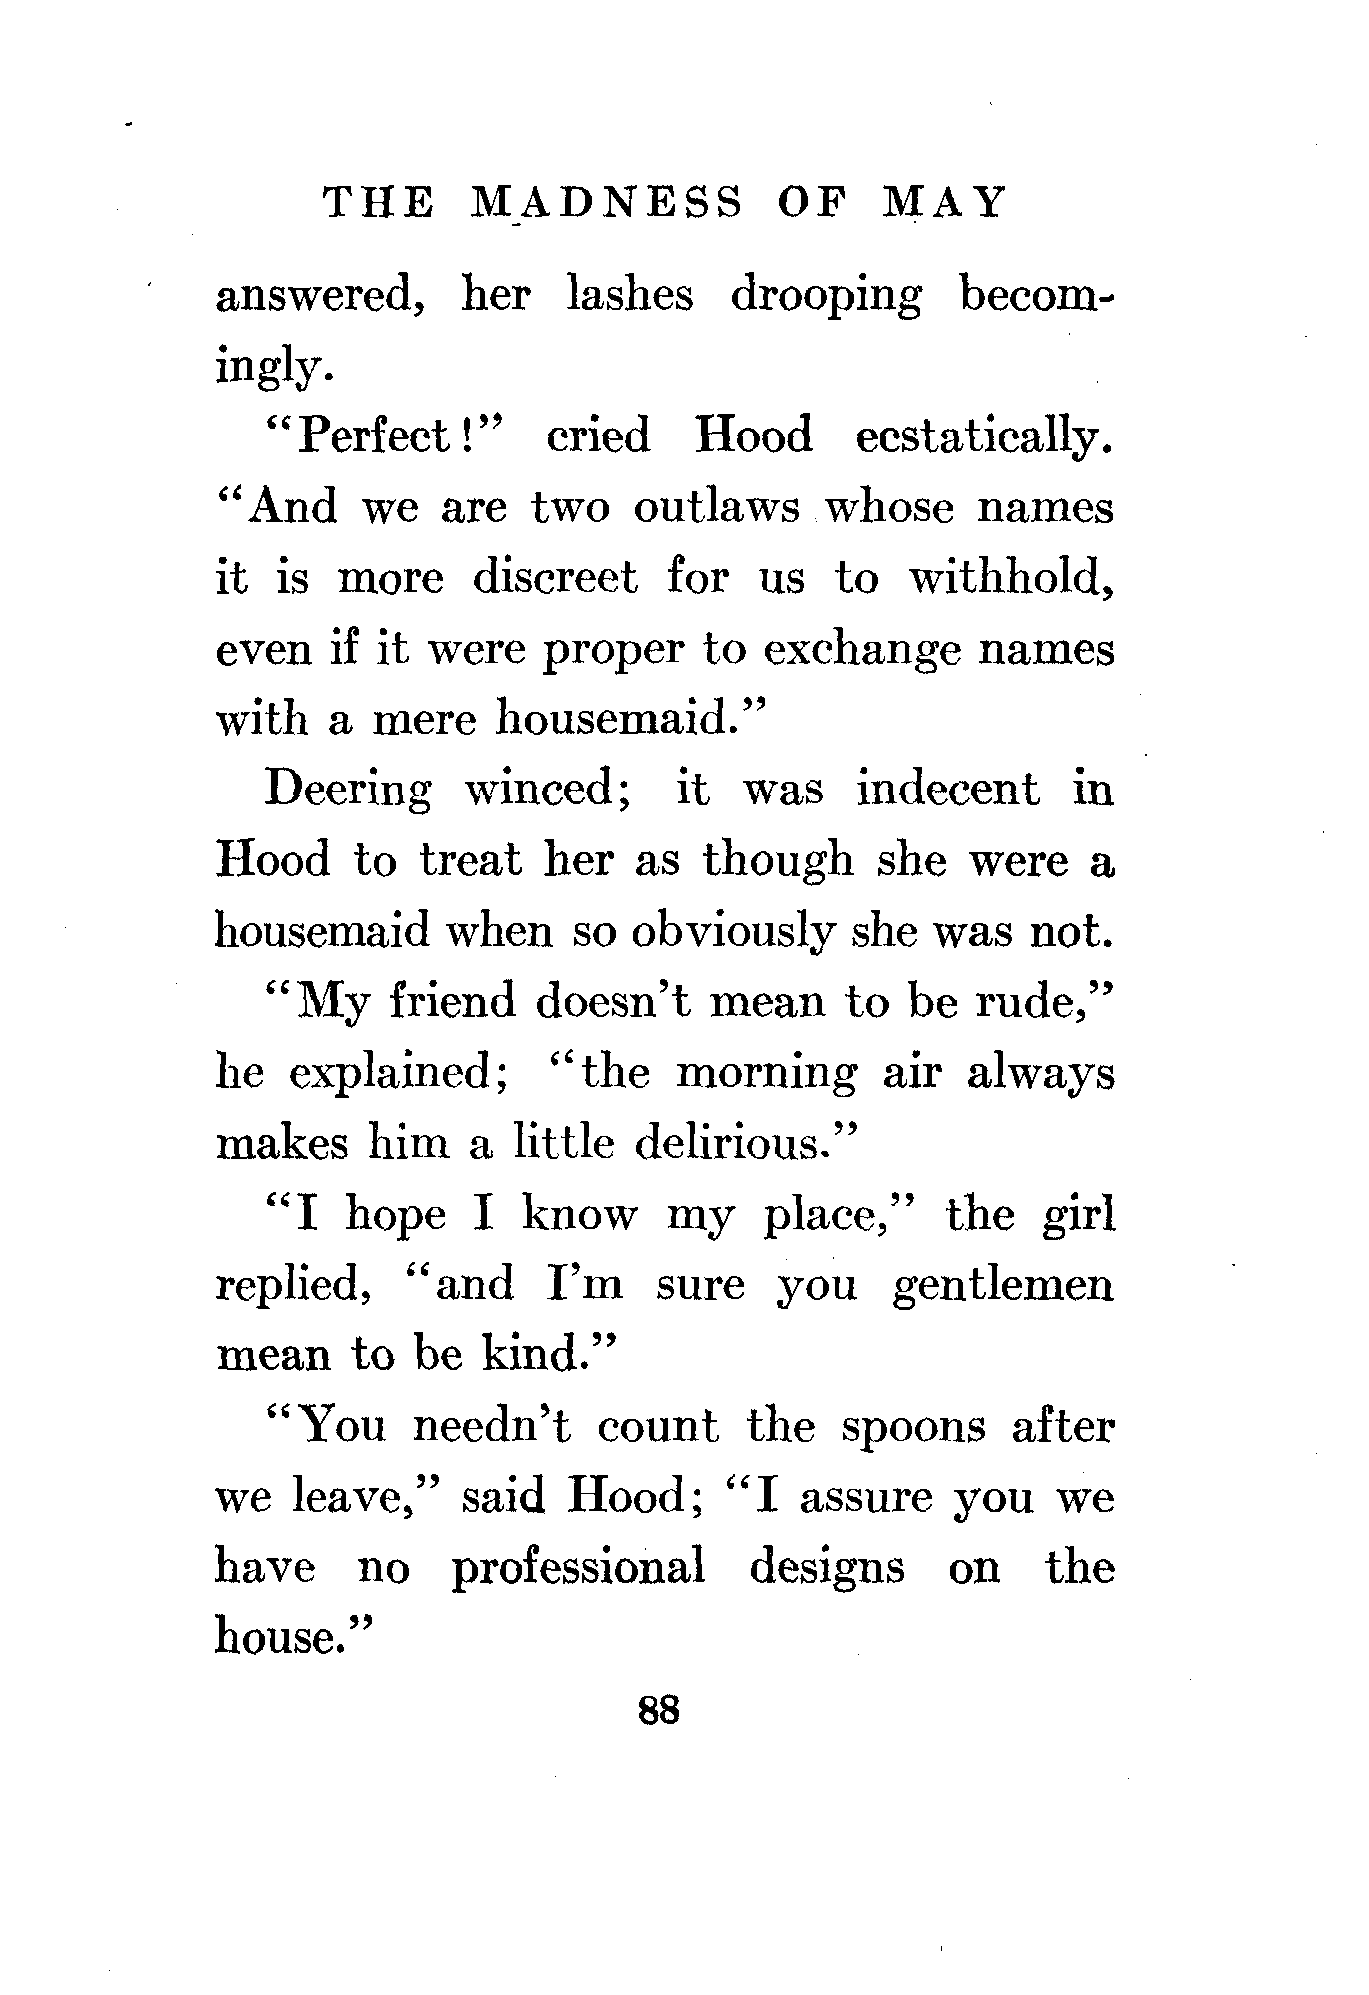 THE MADNESS OF MAY
answered, her lashes drooping becom-
ingly.
"Perfect!" cried Hood ecstatically.
"And we are two outlaws whose names
it is more discreet for us to withhold,
even if it were proper to exchange names
with a mere housemaid."
Deering winced; it was indecent in
Hood to treat her as though she were a
housemaid when so obviously she was not.
"My friend doesn't mean to be rude,"
he explained; "the morning air always
makes him a little delirious."
"I hope I know my place," the girl
replied, "and I'm sure you gentlemen
mean to be kind."
"You needn't count the spoons after
we leave," said Hood; "I assure you we
have no professional designs on the
house."
88